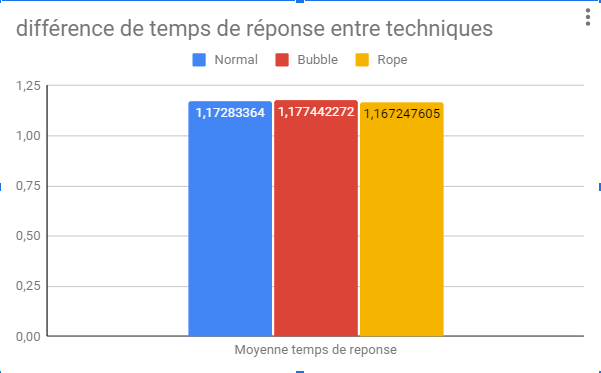 différence de temps de réponse entre techniques
Normal Bubble Rope
1,25
1,00
0,75
0,50
0,25
0,00
1,17283364 1,177442272 1,167247605
Moyenne temps de reponse